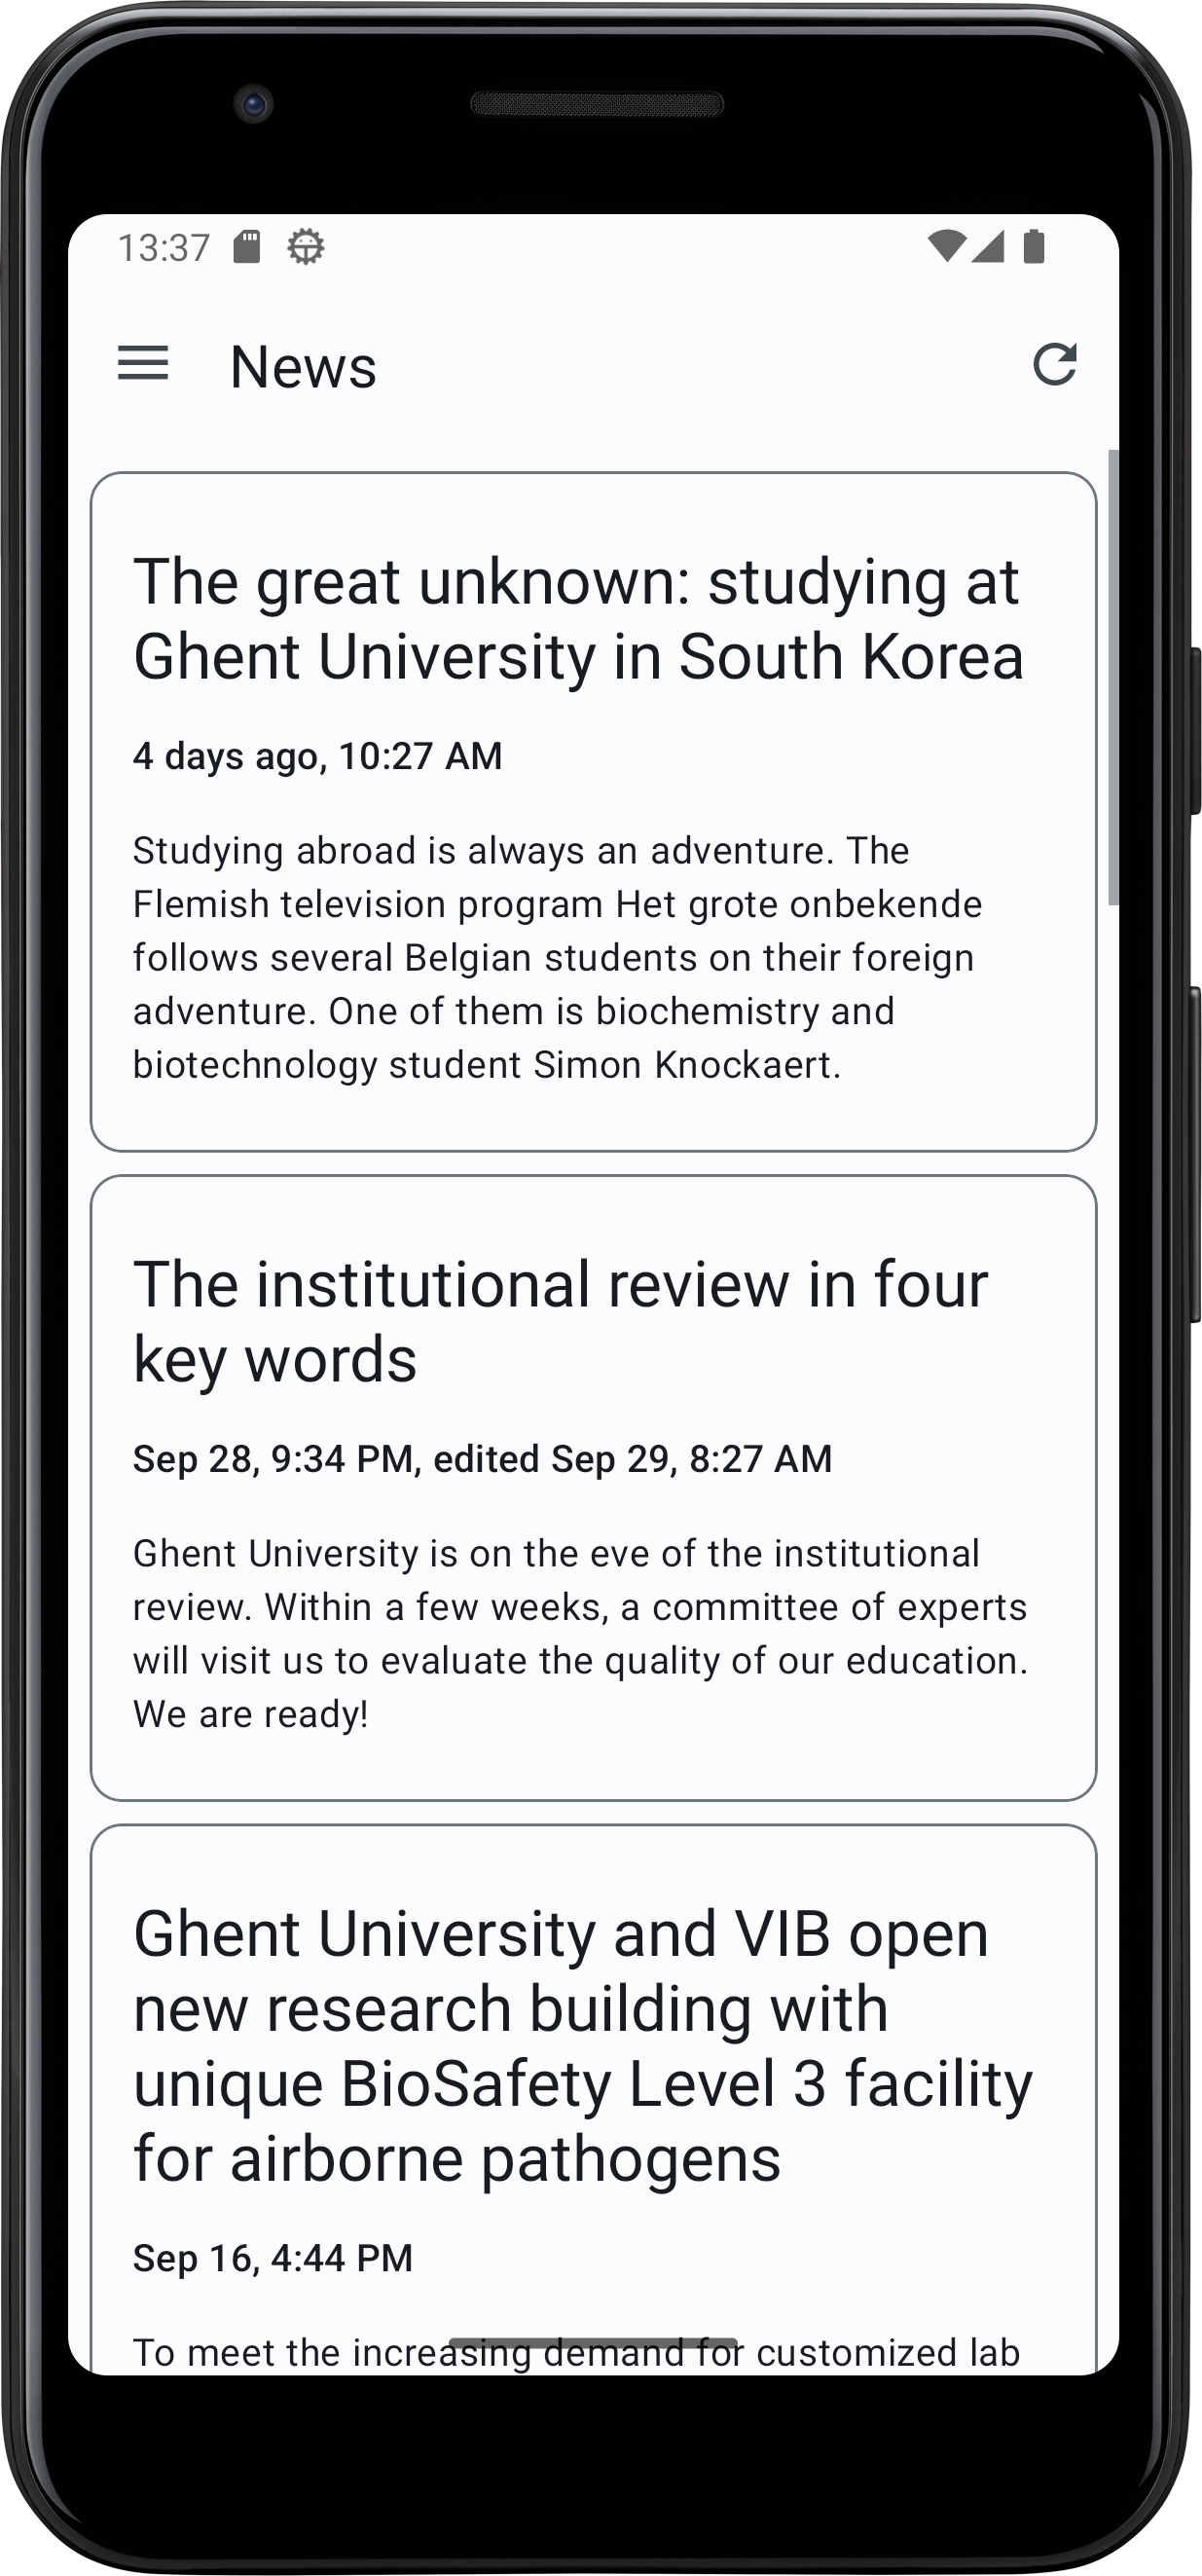 13:37
News
The great unknown: studying at
Ghent University in South Korea
4 days ago, 10:27 AM
Studying abroad is always an adventure. The
Flemish television program Het grote onbekende
follows several Belgian students on their foreign
adventure. One of them is biochemistry and
biotechnology student Simon Knockaert.
The institutional review in four
key words
Sep 28, 9:34 PM, edited Sep 29, 8:27 AM
Ghent University is on the eve of the institutional
review. Within a few weeks, a committee of experts
will visit us to evaluate the quality of our education.
We are ready!
Ghent University and VIB open
new research building with
unique BioSafety Level 3 facility
for airborne pathogens
Sep 16, 4:44 PM
To meet the increasing demand for customized lab